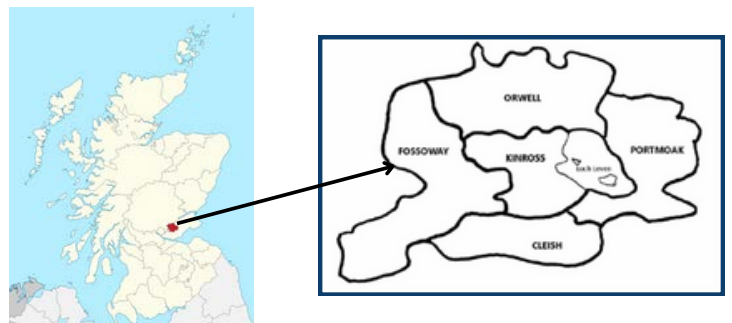 ORWELL
FOSSOWAY
KINROSS
PORTMOAK
Loch Leven
CLEISH